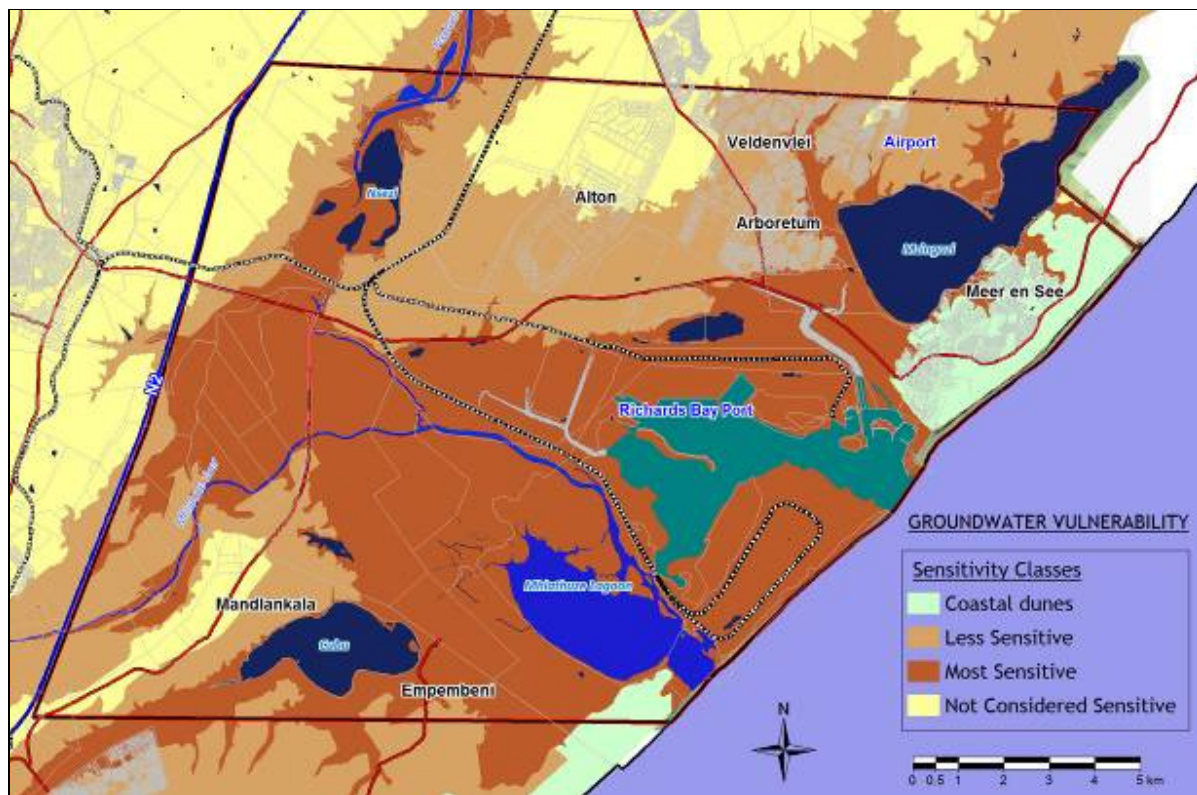 Nsezi
Veldenvlei
Airport
Alton
Arboretum
Mzingazi
Meer en See
N2
Richards Bay Port
Mhlathuze Lagoon
Mandlankala
Cubu
Empembeni
GROUNDWATER VULNERABILITY
Sensitivity Classes
Coastal dunes
Less Sensitive
Most Sensitive
Not Considered Sensitive
N
0 0.5 1 2 3 4 5 km